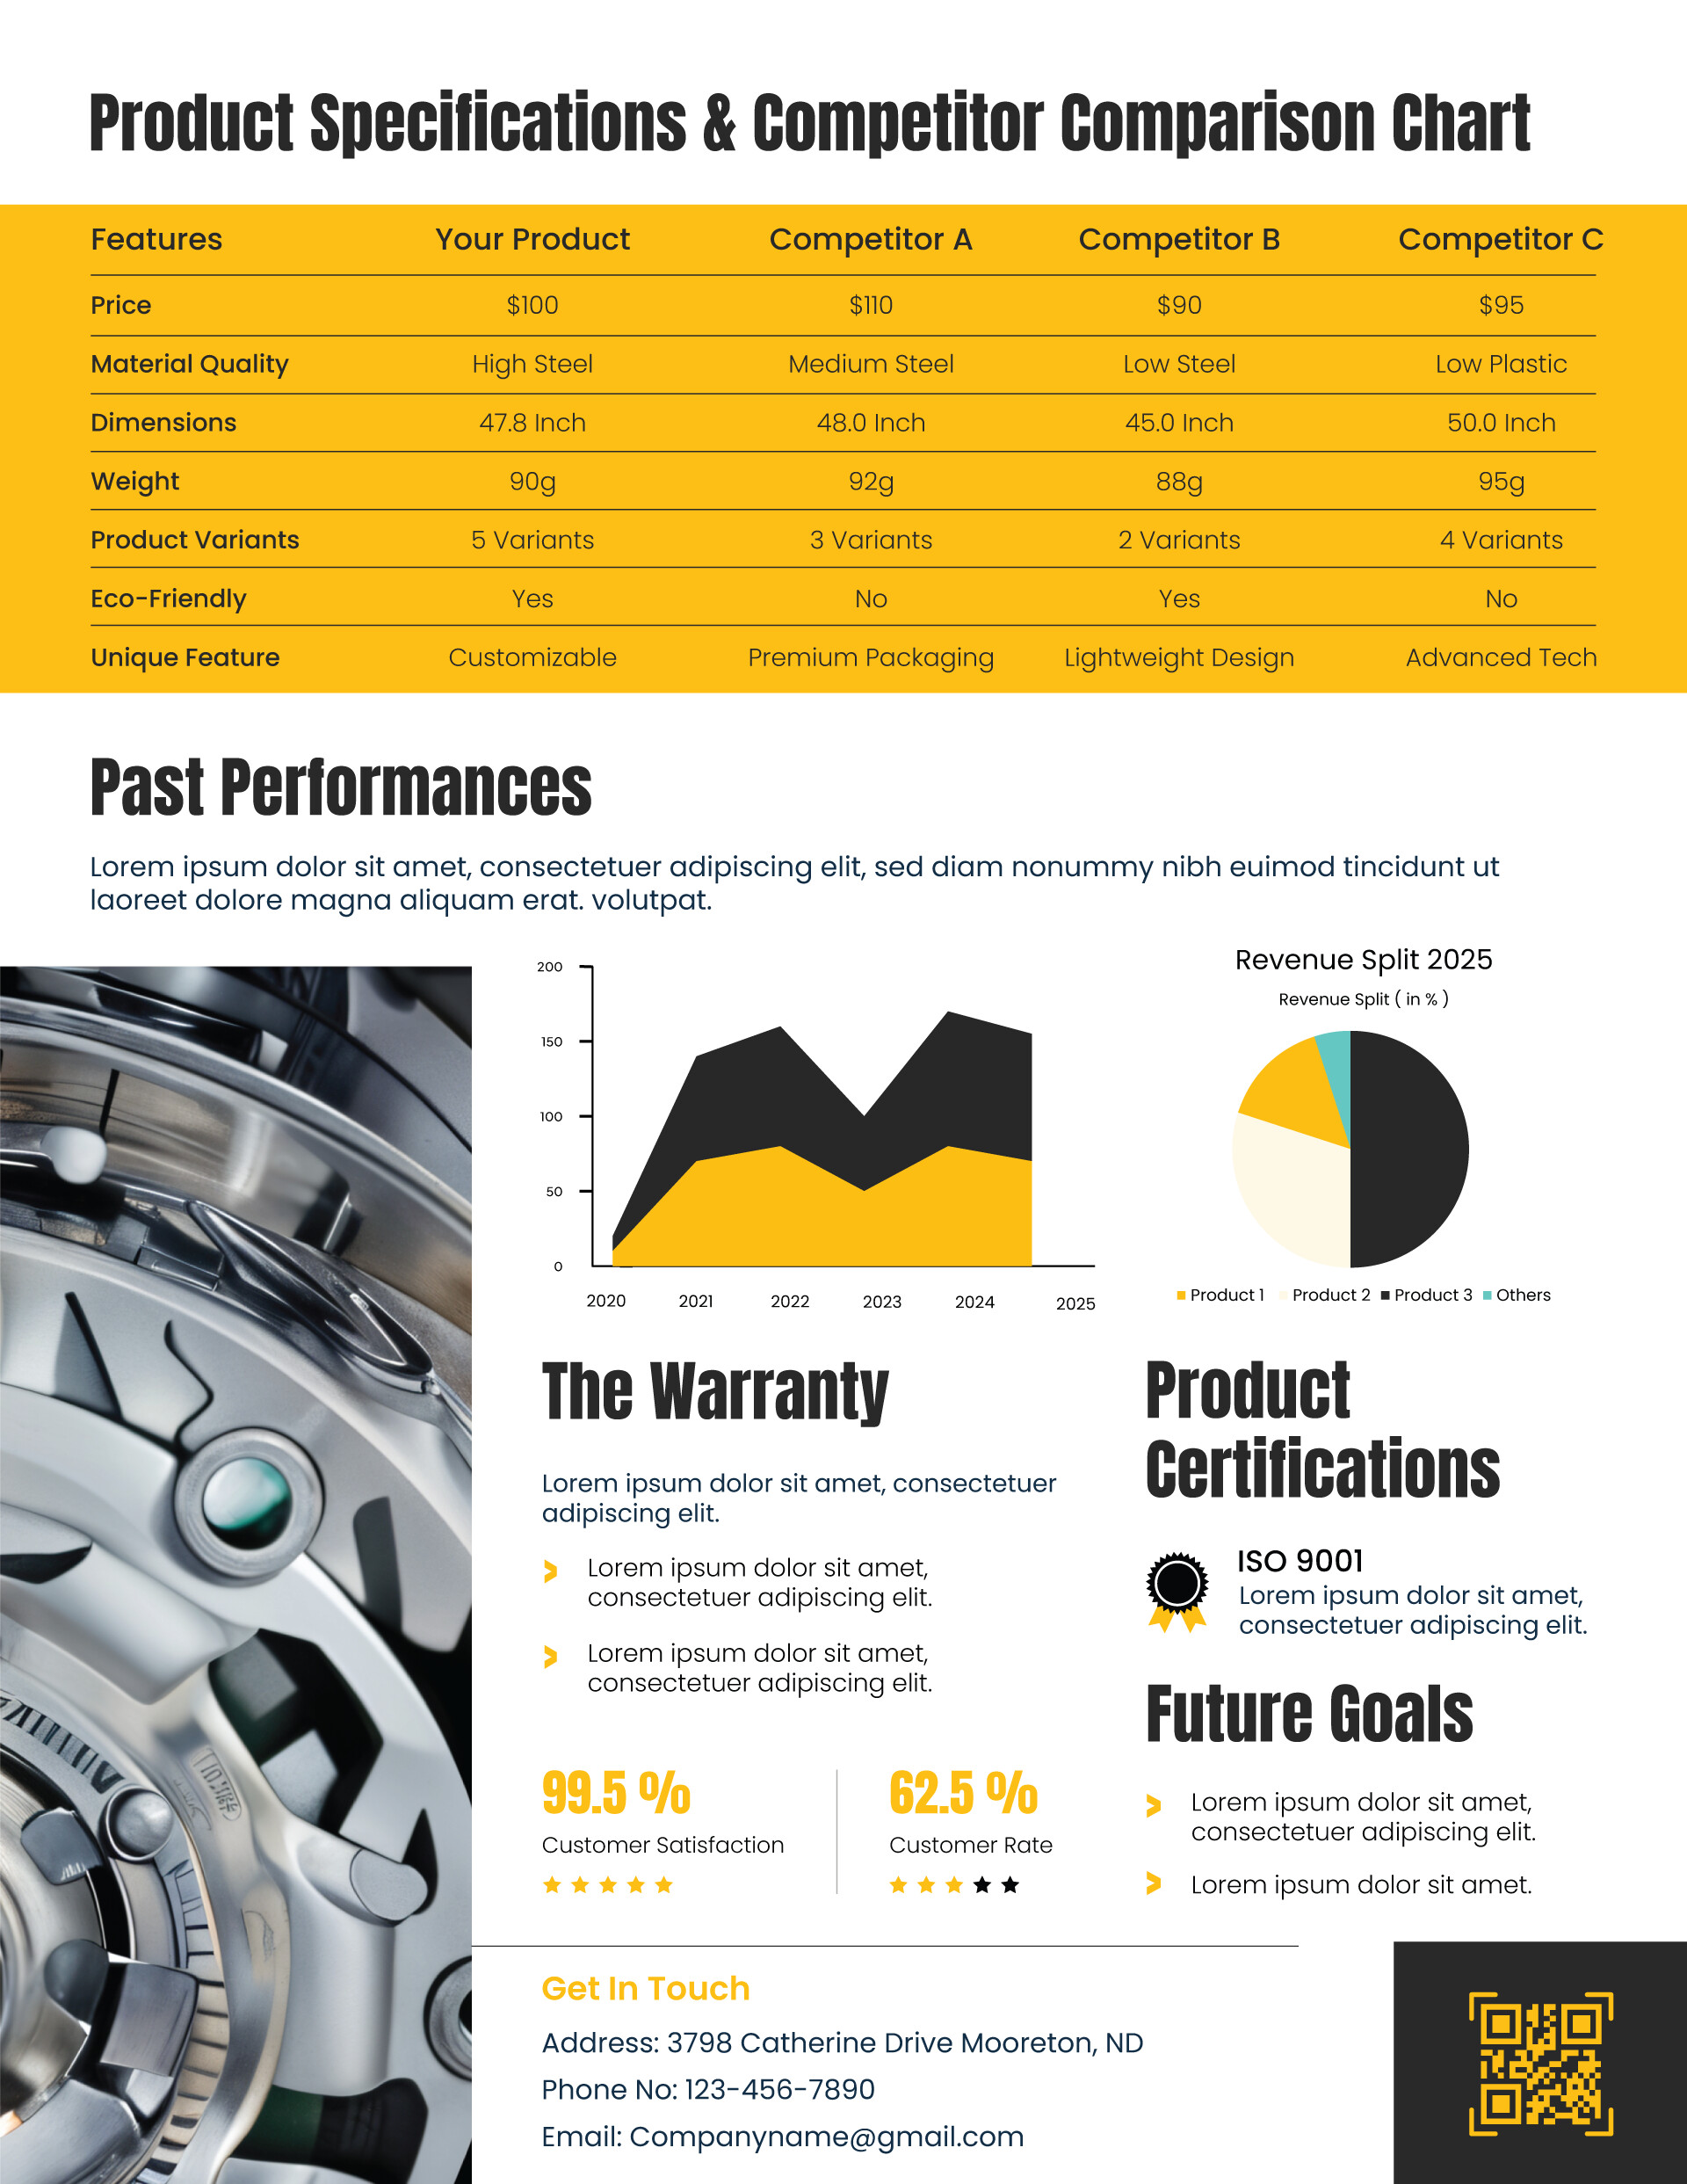 Product Specifications & Competitor Comparison Chart
Features Your Product Competitor A Competitor B Competitor C
Price $100 $110 $90 $95
Material Quality High Steel Medium Steel Low Steel Low Plastic
Dimensions 47.8 Inch 48.0 Inch 45.0 Inch 50.0 Inch
Weight 90g 92g 88g 95g
Product Variants 5 Variants 3 Variants 2 Variants 4 Variants
Eco-Friendly Yes No Yes No
Unique Feature Customizable Premium Packaging Lightweight Design Advanced Tech
Past Performances
Lorem ipsum dolor sit amet, consectetuer adipiscing elit, sed diam nonummy nibh euimod tincidunt ut
laoreet dolore magna aliquam erat. volutpat.
200
150
100
50
0
2020 2021 2022 2023 2024 2025
Revenue Split 2025
Revenue Split ( in % )
Product 1 Product 2 Product 3 Others
The Warranty
Lorem ipsum dolor sit amet, consectetuer
adipiscing elit.
> Lorem ipsum dolor sit amet,
consectetuer adipiscing elit.
> Lorem ipsum dolor sit amet,
consectetuer adipiscing elit.
99.5 %
Customer Satisfaction
62.5 %
Customer Rate
Product
Certifications
ISO 9001
Lorem ipsum dolor sit amet,
consectetuer adipiscing elit.
Future Goals
> Lorem ipsum dolor sit amet,
consectetuer adipiscing elit.
> Lorem ipsum dolor sit amet.
Get In Touch
Address: 3798 Catherine Drive Mooreton, ND
Phone No: 123-456-7890
Email: Companyname@gmail.com